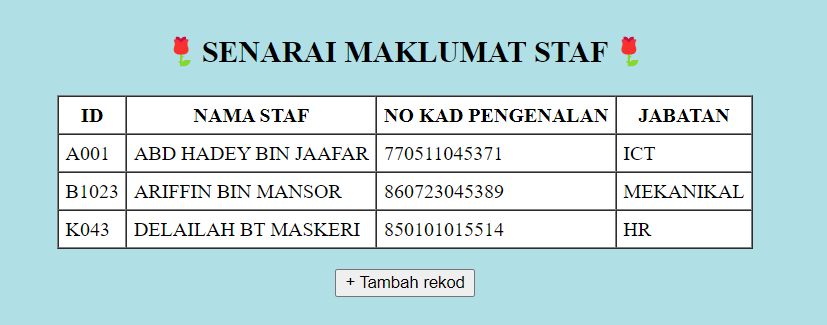 🌹 SENARAI MAKLUMAT STAF 🌹
ID NAMA STAF NO KAD PENGENALAN JABATAN
A001 ABD HADEY BIN JAAFAR 770511045371 ICT
B1023 ARIFFIN BIN MANSOR 860723045389 MEKANIKAL
K043 DELAILAH BT MASKERI 850101015514 HR
+ Tambah rekod